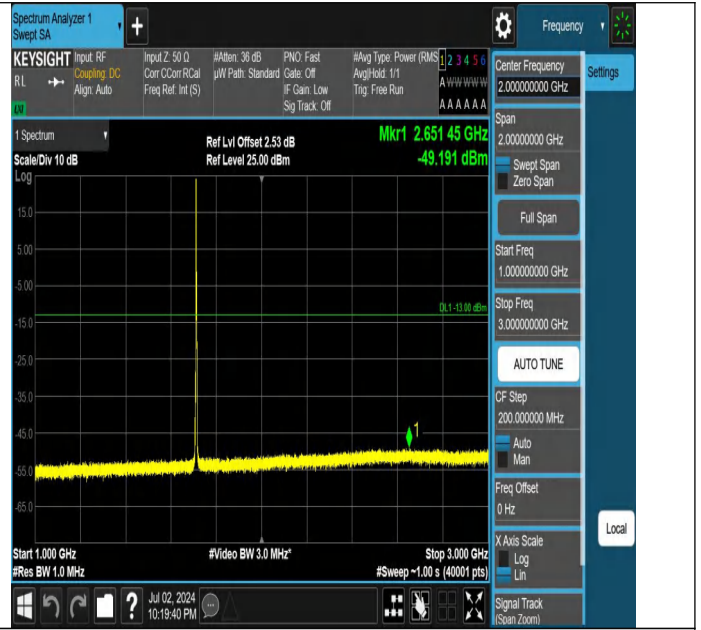 Spectrum Analyzer 1
Swept SA
Frequency
KEYSIGHT
Input: RF
Input Z: 50 Ω
#Atten: 36 dB
PNO: Fast
#Avg Type: Power (RMS
1 2 3 4 5 6
RL
Coupling: DC
Corr CCorr RCal
µW Path: Standard
Gate: Off
Avg|Hold: 1/1
A W W W W W
Align: Auto
Freq Ref: Int (S)
IF Gain: Low
Trig: Free Run
LXI
Sig Track: Off
A A A A A A
1 Spectrum
Scale/Div 10 dB
Ref Lvl Offset 2.53 dB
Ref Level 25.00 dBm
Mkr1 2.651 45 GHz
-49.191 dBm
Log
15.0
5.00
-5.00
DL1 -13.00 dBm
-15.0
-25.0
-35.0
1
-45.0
-55.0
-65.0
Start 1.000 GHz
#Video BW 3.0 MHz*
Stop 3.000 GHz
#Res BW 1.0 MHz
#Sweep ~1.00 s (40001 pts)
Jul 02, 2024
10:19:40 PM
Center Frequency
2.000000000 GHz
Settings
Span
2.00000000 GHz
Swept Span
Zero Span
Full Span
Start Freq
1.000000000 GHz
Stop Freq
3.000000000 GHz
AUTO TUNE
CF Step
200.000000 MHz
Auto
Man
Freq Offset
0 Hz
X Axis Scale
Log
Lin
Local
Signal Track
(Span Zoom)